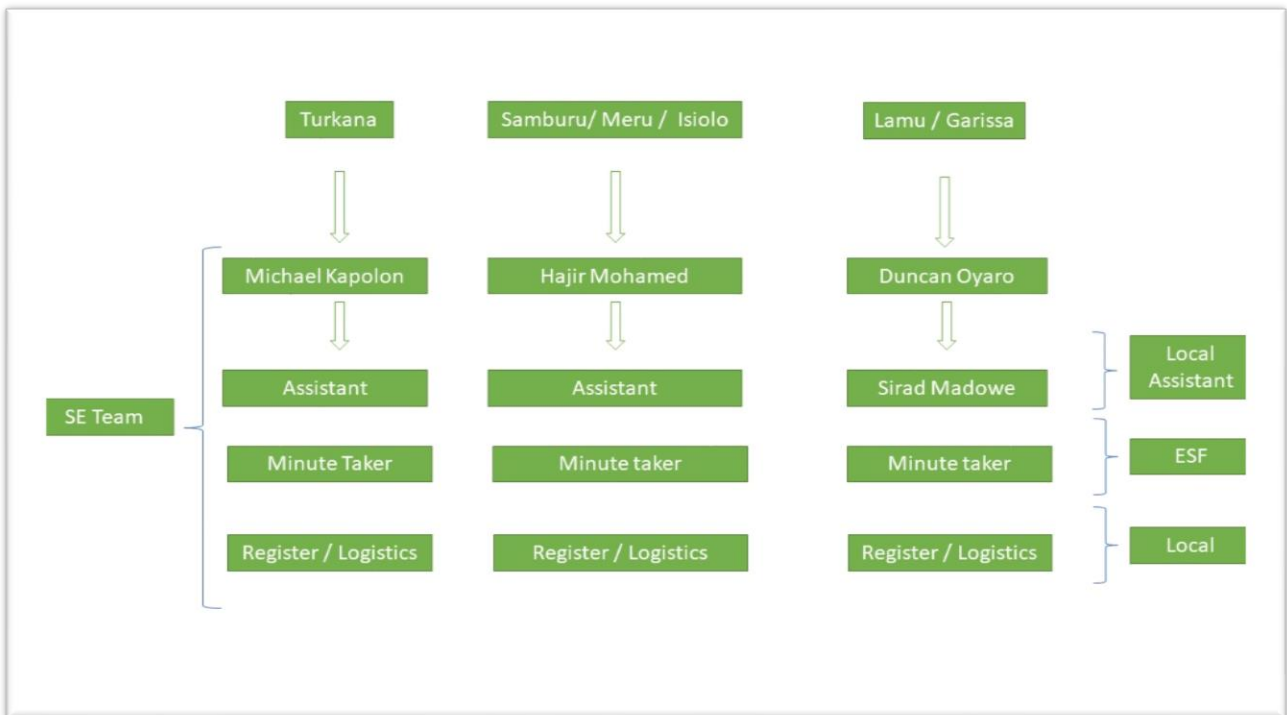 Turkana
Samburu/ Meru / Isiolo
Lamu / Garissa
Michael Kapolon
Hajir Mohamed
Duncan Oyaro
Assistant
Assistant
Sirad Madowe
Local
Assistant
SE Team
Minute Taker
Minute taker
Minute taker
ESF
Register / Logistics
Register / Logistics
Register / Logistics
Local